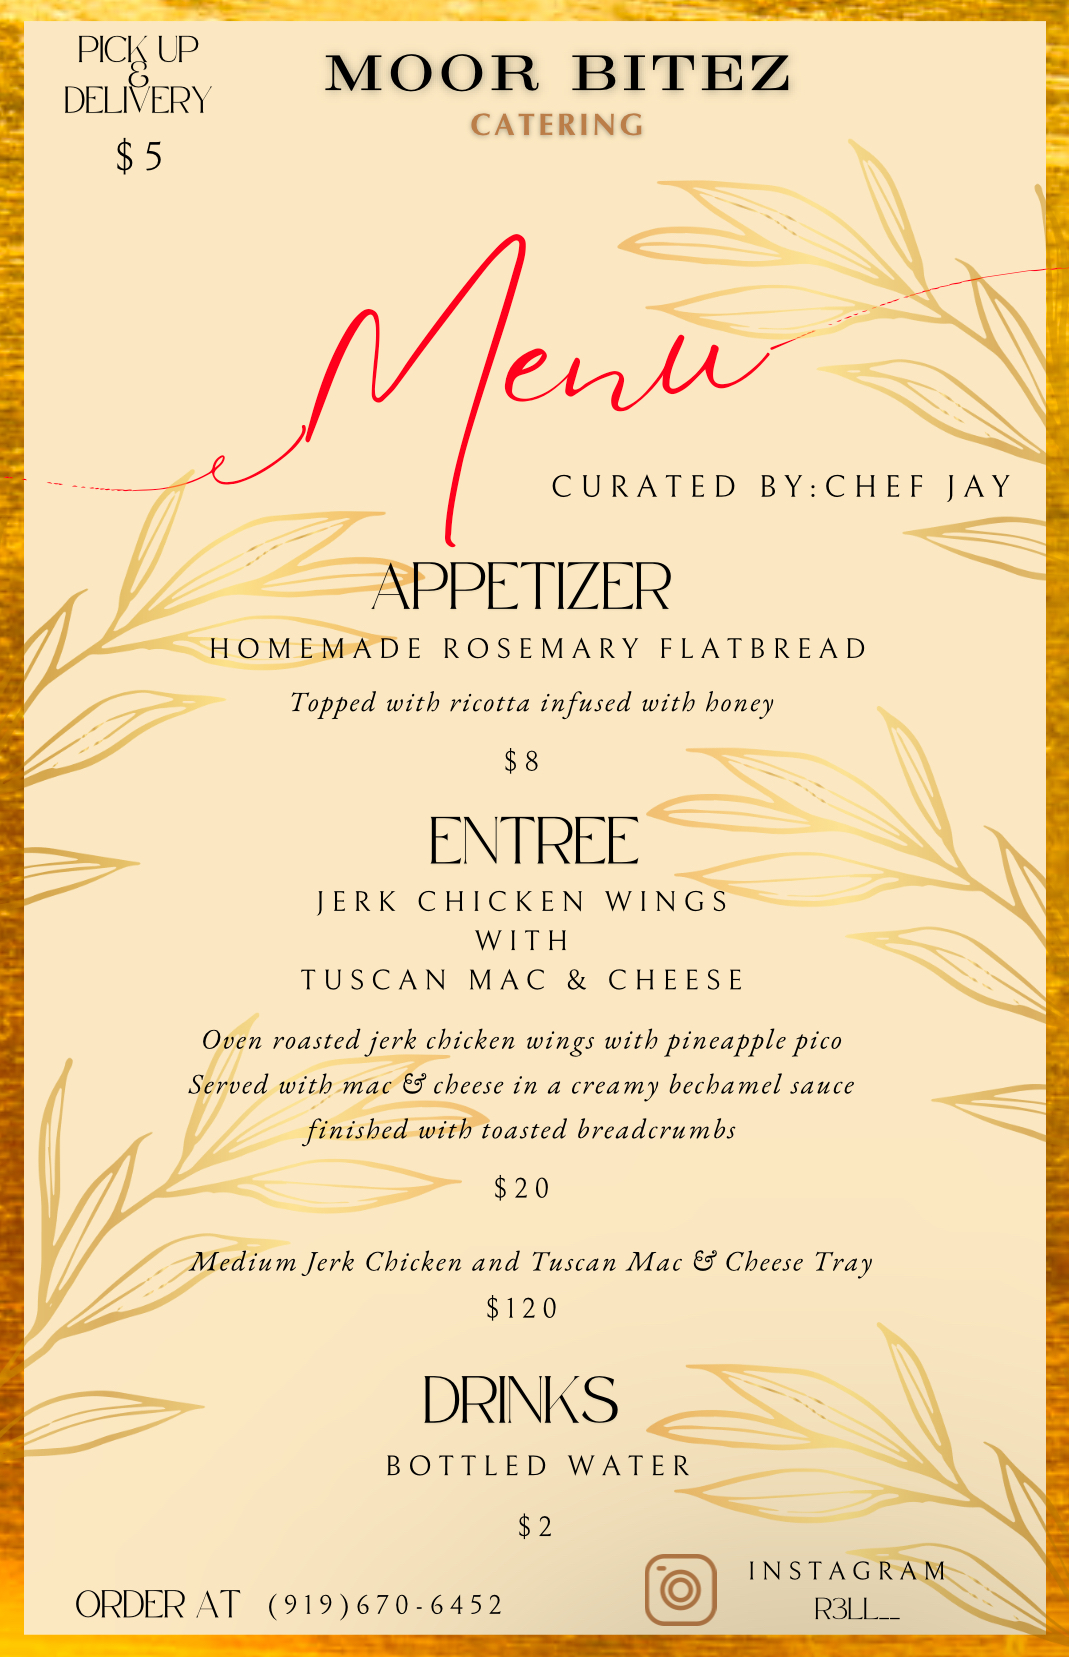 PICK UP
&
DELIVERY
$5
MOOR BITEZ
CATERING
Menu
CURATED BY:CHEF JAY
APPETIZER
HOMEMADE ROSEMARY FLATBREAD
Topped with ricotta infused with honey
$8
ENTREE
JERK CHICKEN WINGS
WITH
TUSCAN MAC & CHEESE
Oven roasted jerk chicken wings with pineapple pico
Served with mac & cheese in a creamy bechamel sauce
finished with toasted breadcrumbs
$20
Medium Jerk Chicken and Tuscan Mac & Cheese Tray
$120
DRINKS
BOTTLED WATER
$2
ORDER AT (919)670-6452
INSTAGRAM
R3LL__